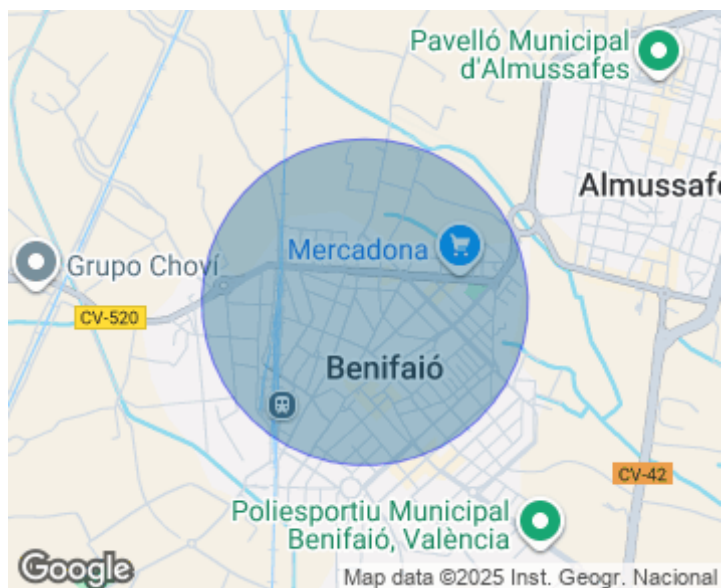 Pavelló Municipal
d'Almussafes
Almussafe
Mercadona
Grupo Choví
CV-520
Benifaió
CV-42
Poliesportiu Municipal
Benifaió, València
Google
Map data ©2025 Inst. Geogr. Nacional